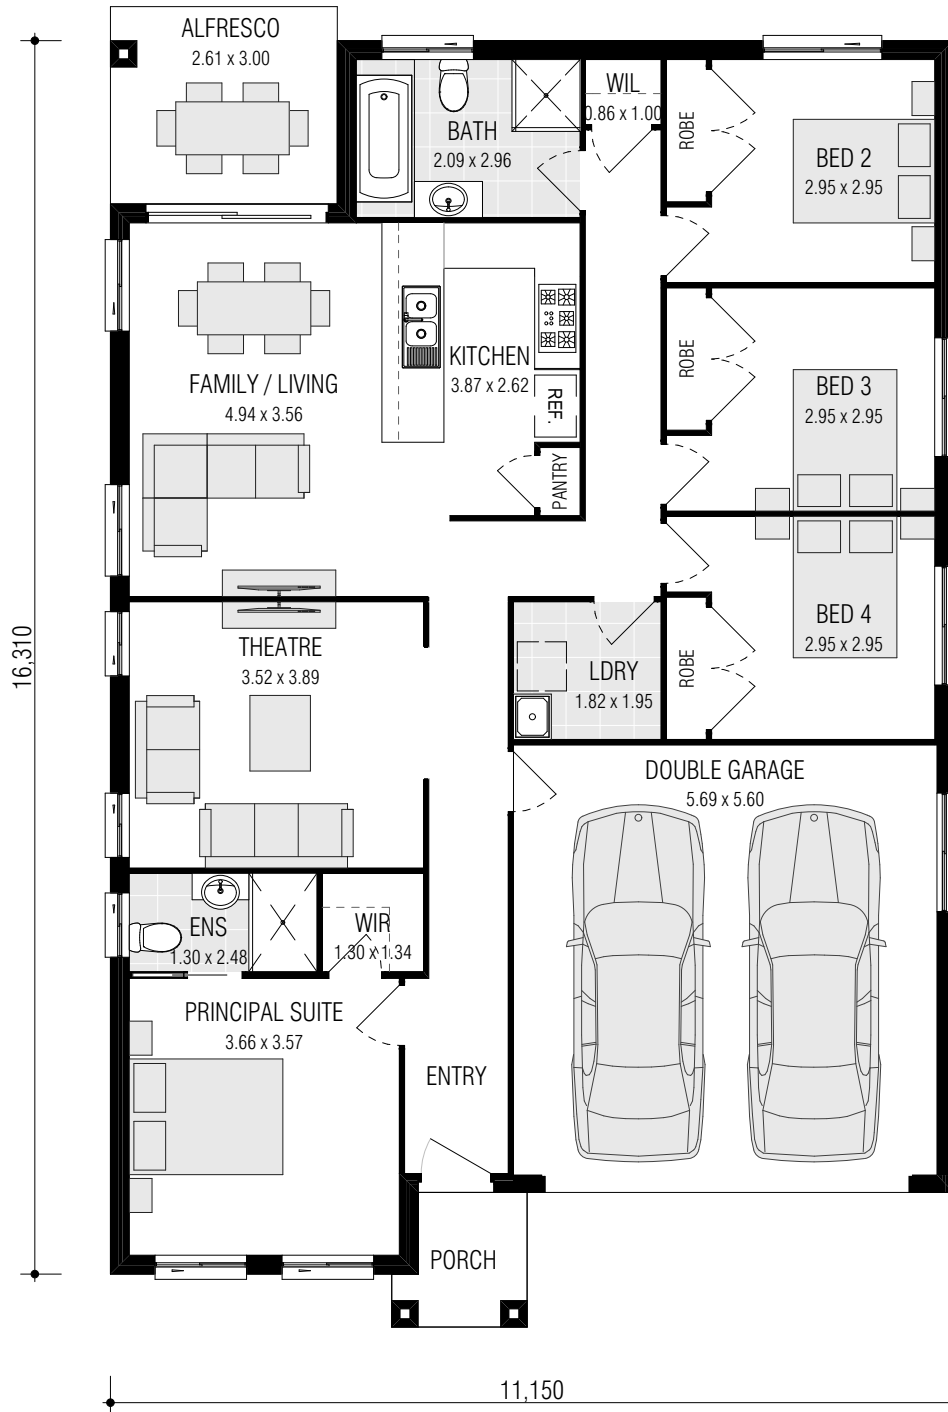 ALFRESCO
2.61 x 3.00
WIL
0.86 x 1.00
BATH
2.09 x 2.96
ROBE
BED 2
2.95 x 2.95
KITCHEN
3.87 x 2.62
FAMILY / LIVING
4.94 x 3.56
REF.
PANTRY
ROBE
BED 3
2.95 x 2.95
BED 4
2.95 x 2.95
ROBE
16,310
THEATRE
3.52 x 3.89
LDRY
1.82 x 1.95
DOUBLE GARAGE
5.69 x 5.60
ENS
1.30 x 2.48
WIR
1.30 x 1.34
PRINCIPAL SUITE
3.66 x 3.57
ENTRY
PORCH
11,150